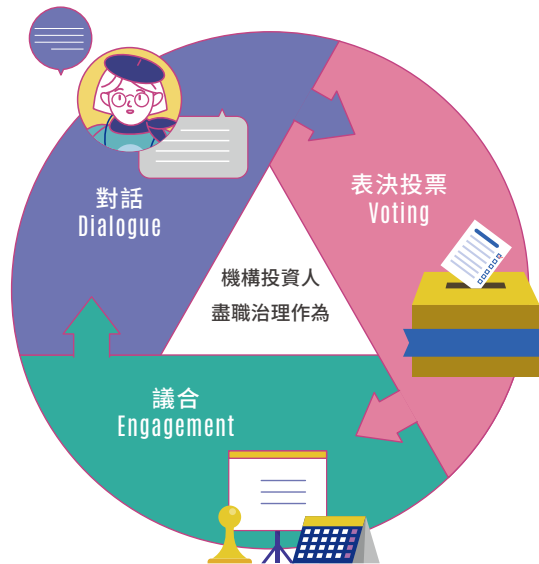 對話
Dialogue
表決投票
Voting
機構投資人
盡職治理作為
議合
Engagement